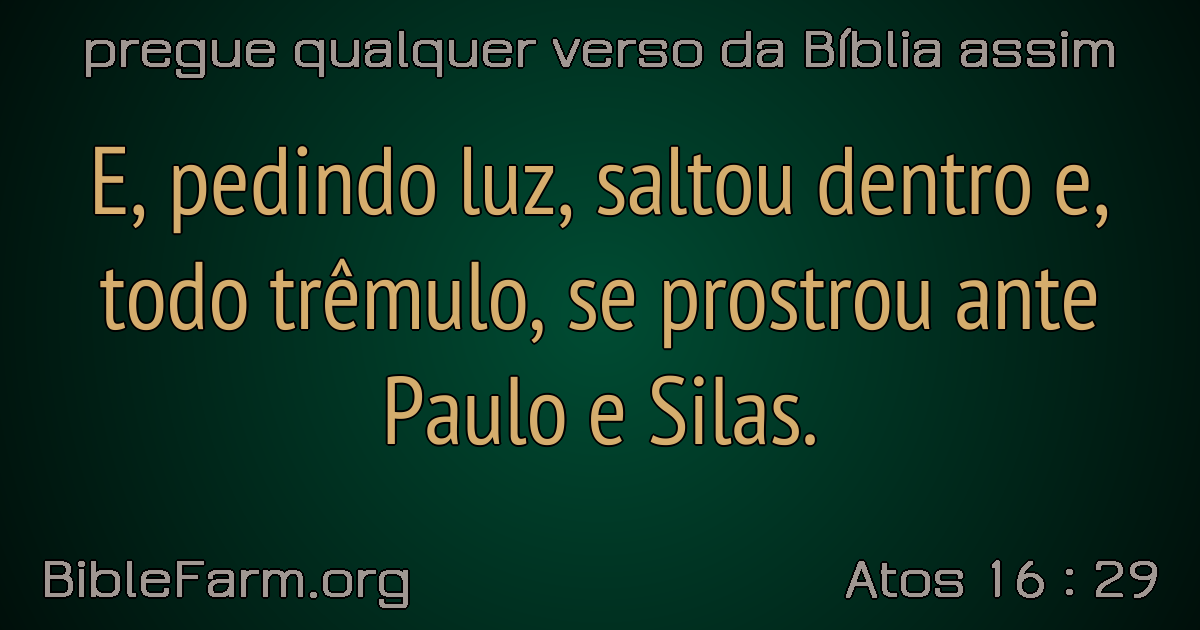 pregue qualquer verso da Bíblia assim
E, pedindo luz, saltou dentro e,
todo trêmulo, se prostrou ante
Paulo e Silas.
BibleFarm.org
Atos 16 : 29